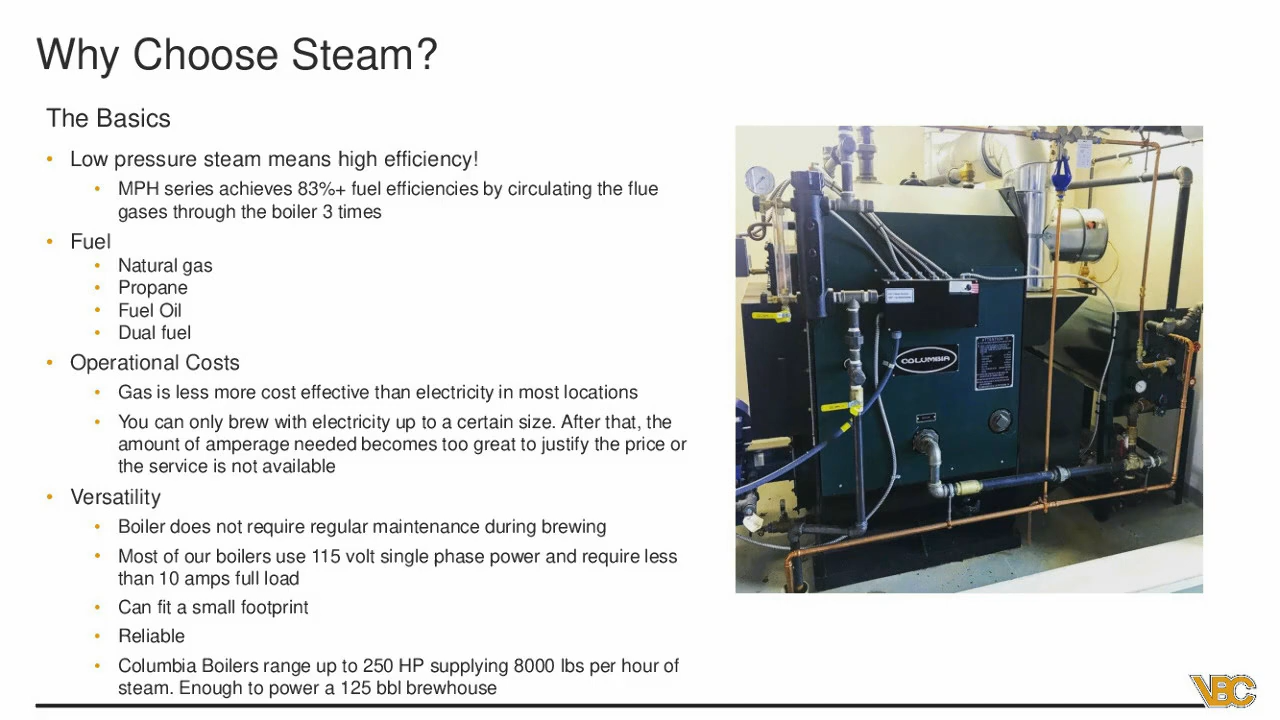 Why Choose Steam?
The Basics
• Low pressure steam means high efficiency!
• MPH series achieves 83%+ fuel efficiencies by circulating the flue
gases through the boiler 3 times
• Fuel
• Natural gas
• Propane
• Fuel Oil
• Dual fuel
• Operational Costs
• Gas is less more cost effective than electricity in most locations
• You can only brew with electricity up to a certain size. After that, the
amount of amperage needed becomes too great to justify the price or
the service is not available
• Versatility
• Boiler does not require regular maintenance during brewing
• Most of our boilers use 115 volt single phase power and require less
than 10 amps full load
• Can fit a small footprint
• Reliable
• Columbia Boilers range up to 250 HP supplying 8000 lbs per hour of
steam. Enough to power a 125 bbl brewhouse
COLUMBIA
ATTENTION
VBC